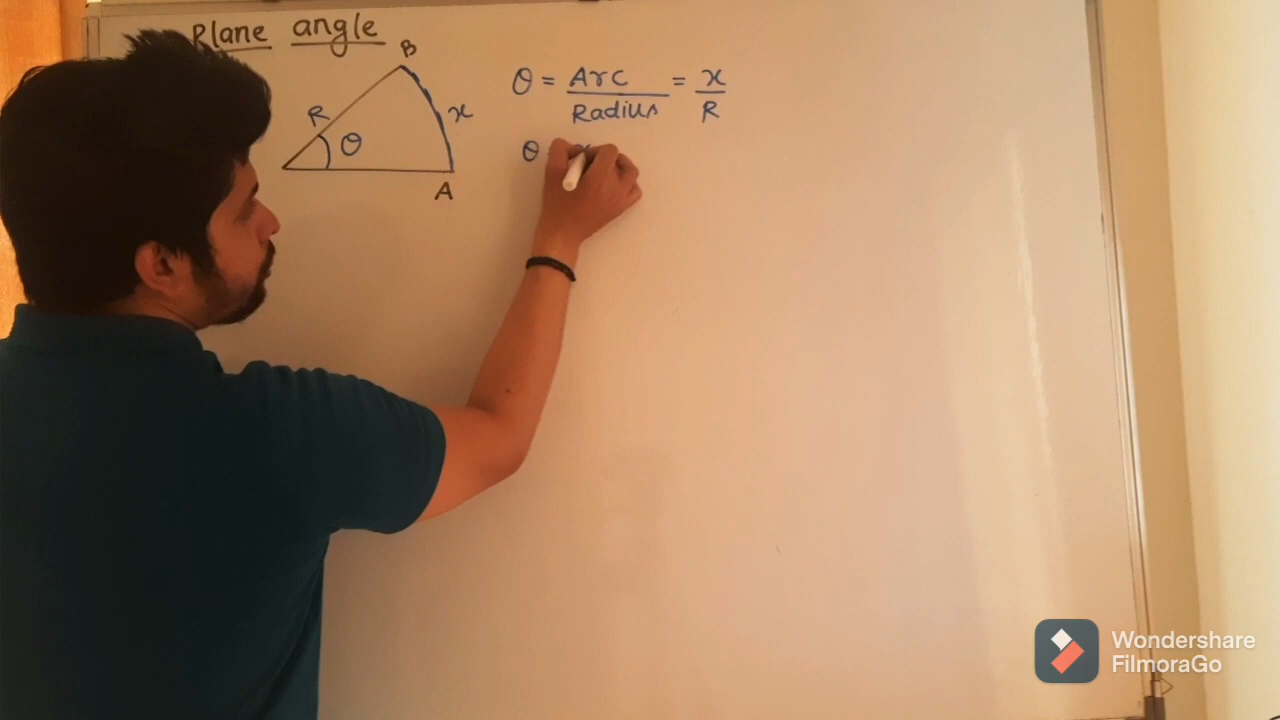 Plane angle
B
R
θ
x
A
θ = Arc / Radius = x / R
θ
Wondershare
FilmoraGo